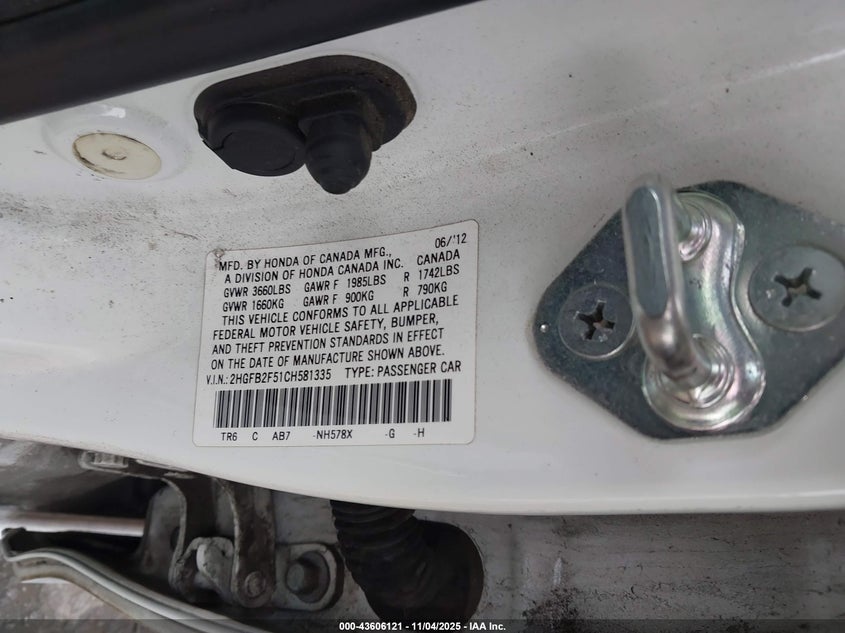 MFD. BY HONDA OF CANADA MFG., 06/'12
A DIVISION OF HONDA CANADA INC. CANADA
GVWR 3660LBS GAWR F 1985LBS R 1742LBS
GVWR 1660KG GAWR F 900KG R 790KG
THIS VEHICLE CONFORMS TO ALL APPLICABLE
FEDERAL MOTOR VEHICLE SAFETY, BUMPER,
AND THEFT PREVENTION STANDARDS IN EFFECT
ON THE DATE OF MANUFACTURE SHOWN ABOVE.
V.I.N.: 2HGFB2F51CH581335 TYPE: PASSENGER CAR
TR6 C AB7 -NH578X -G -H
000-43606121 - 11/04/2025 - IAA Inc.